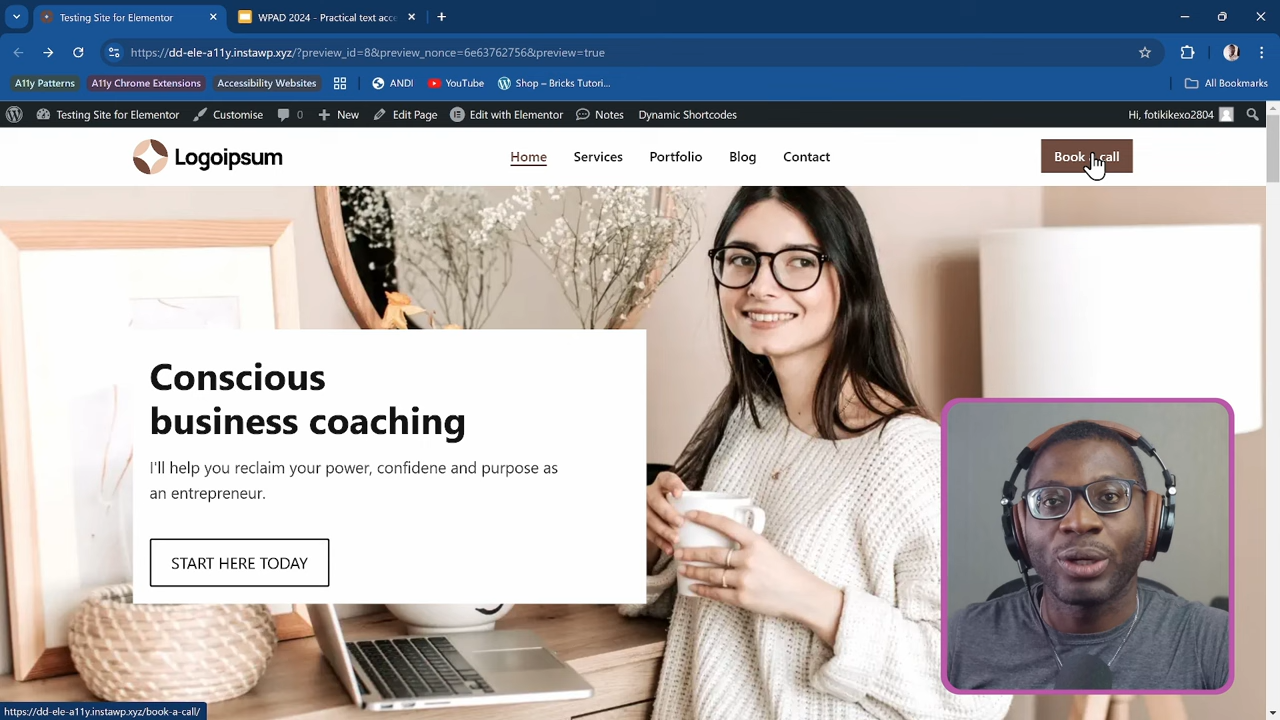 Testing Site for Elementor
WPAD 2024 - Practical text acce
https://dd-ele-a11y.instawp.xyz/?preview_id=8&preview_nonce=6e637627568&preview=true
A11y Patterns
A11y Chrome Extensions
Accessibility Websites
ANDI
YouTube
Shop – Bricks Tutori...
All Bookmarks
Testing Site for Elementor
Customise
0
New
Edit Page
Edit with Elementor
Notes
Dynamic Shortcodes
Hi, fotikikexo2804
Logoipsum
Home
Services
Portfolio
Blog
Contact
Book a call
Conscious
business coaching
I'll help you reclaim your power, confidene and purpose as
an entrepreneur.
START HERE TODAY
https://dd-ele-a11y.instawp.xyz/book-a-call/